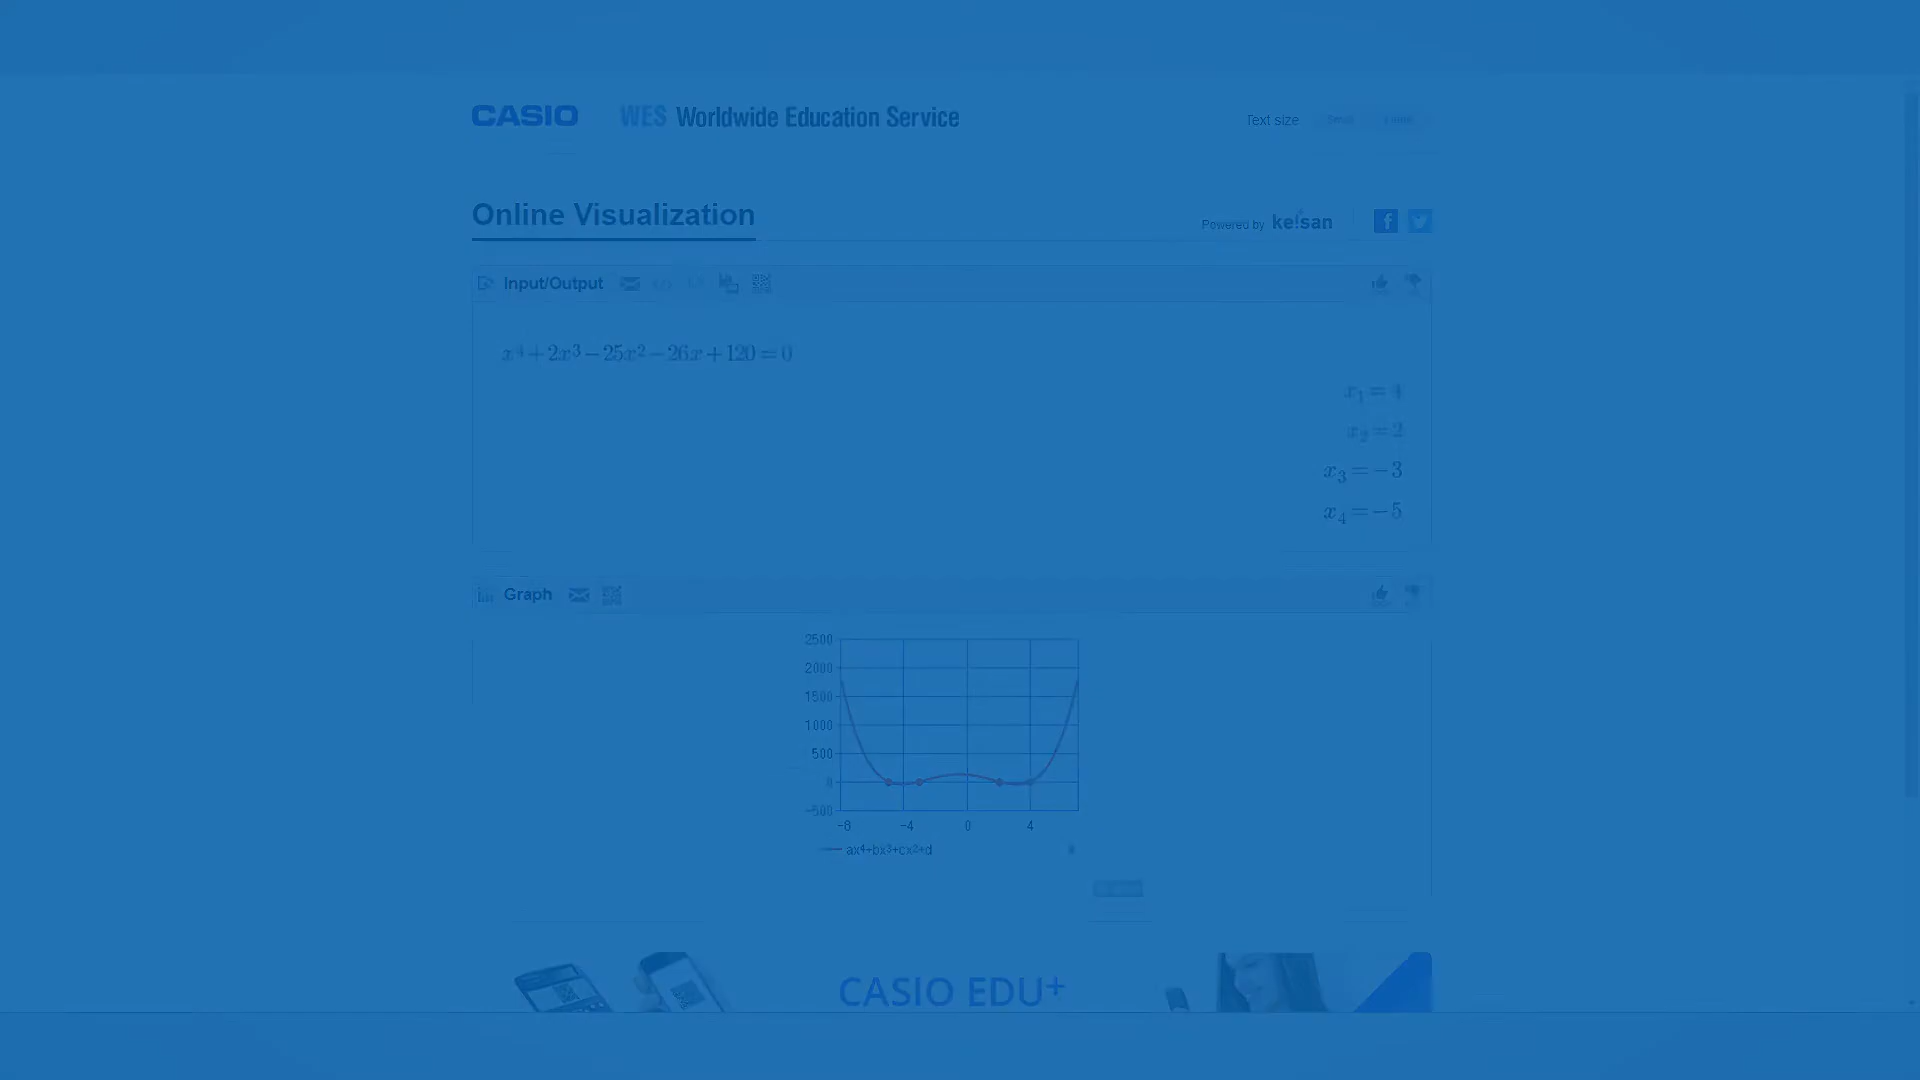 CASIO WES Worldwide Education Service Text size
Online Visualization
Powered by ke!san
Input/Output
x⁴+2x³−25x²−26x+120=0
x₁=4
x₂=2
x₃=−3
x₄=−5
Graph
2500
2000
1500
1000
500
0
−500
−8 −4 0 4
ax⁴+bx³+cx²+d
CASIO EDU+